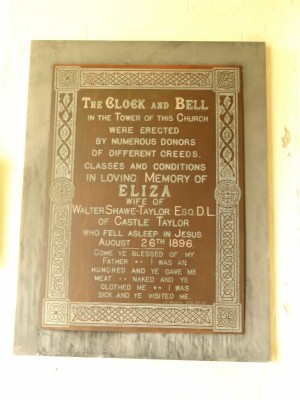 The Clock and Bell
in the Tower of this Church
were erected
by numerous donors
of different creeds.
classes and conditions
in loving Memory of
ELIZA
wife of
Walter Shawe-Taylor Esq D.L.
of Castle Taylor
who fell asleep in Jesus
August 26th 1896.
Come ye blessed of my
Father •• I was an
hungred and ye gave me
meat •• naked and ye
clothed me •• I was
sick and ye visited me.